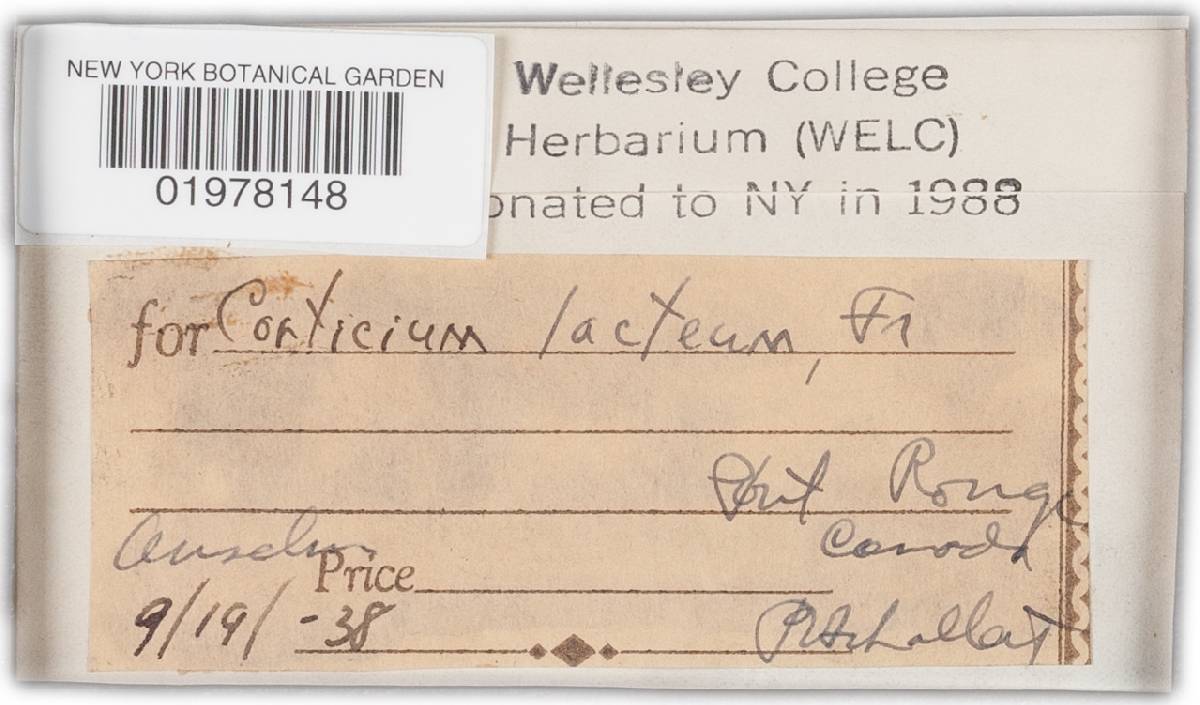 NEW YORK BOTANICAL GARDEN
01978148
Wellesley College
Herbarium (WELC)
onated to NY in 1988
for Corticium lacteum, Fr
Pont Rouge
Canada
Price
9/19/-38